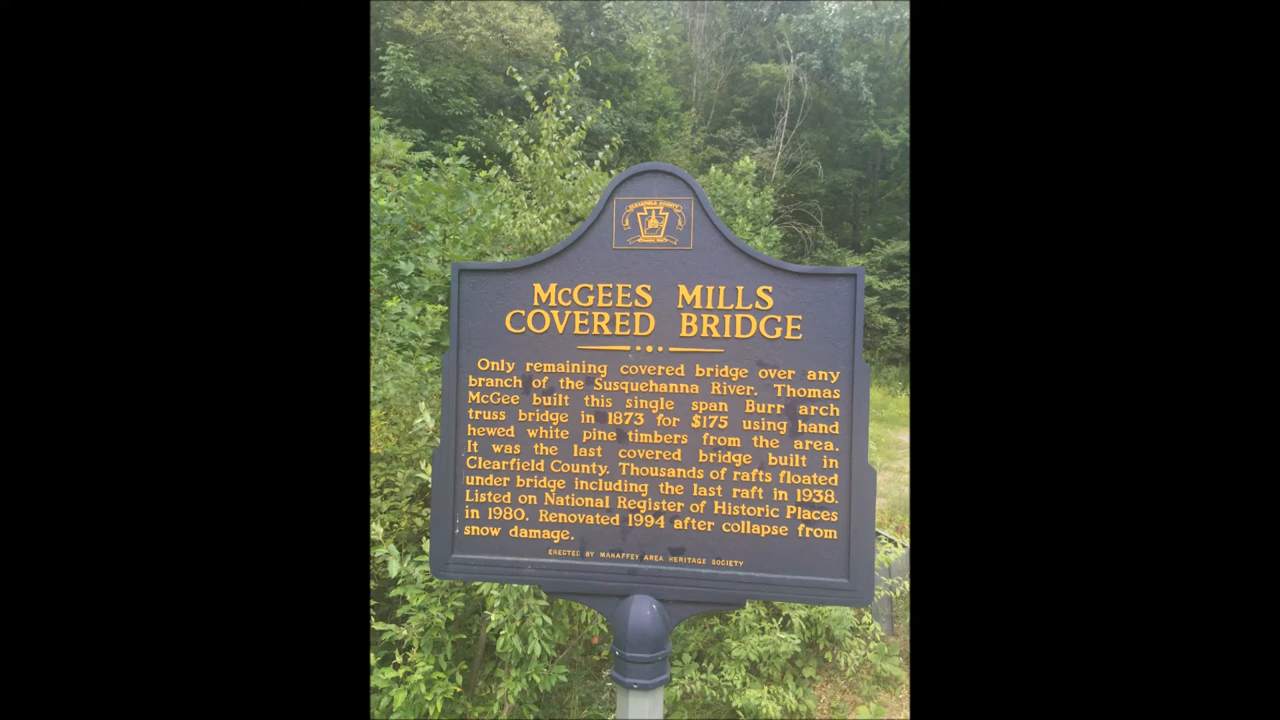 CLEARFIELD COUNTY
McGEES MILLS
COVERED BRIDGE
Only remaining covered bridge over any
branch of the Susquehanna River. Thomas
McGee built this single span Burr arch
truss bridge in 1873 for $175 using hand
hewed white pine timbers from the area.
It was the last covered bridge built in
Clearfield County. Thousands of rafts floated
under bridge including the last raft in 1938.
Listed on National Register of Historic Places
in 1980. Renovated 1994 after collapse from
snow damage.
ERECTED BY MAHAFFEY AREA HERITAGE SOCIETY